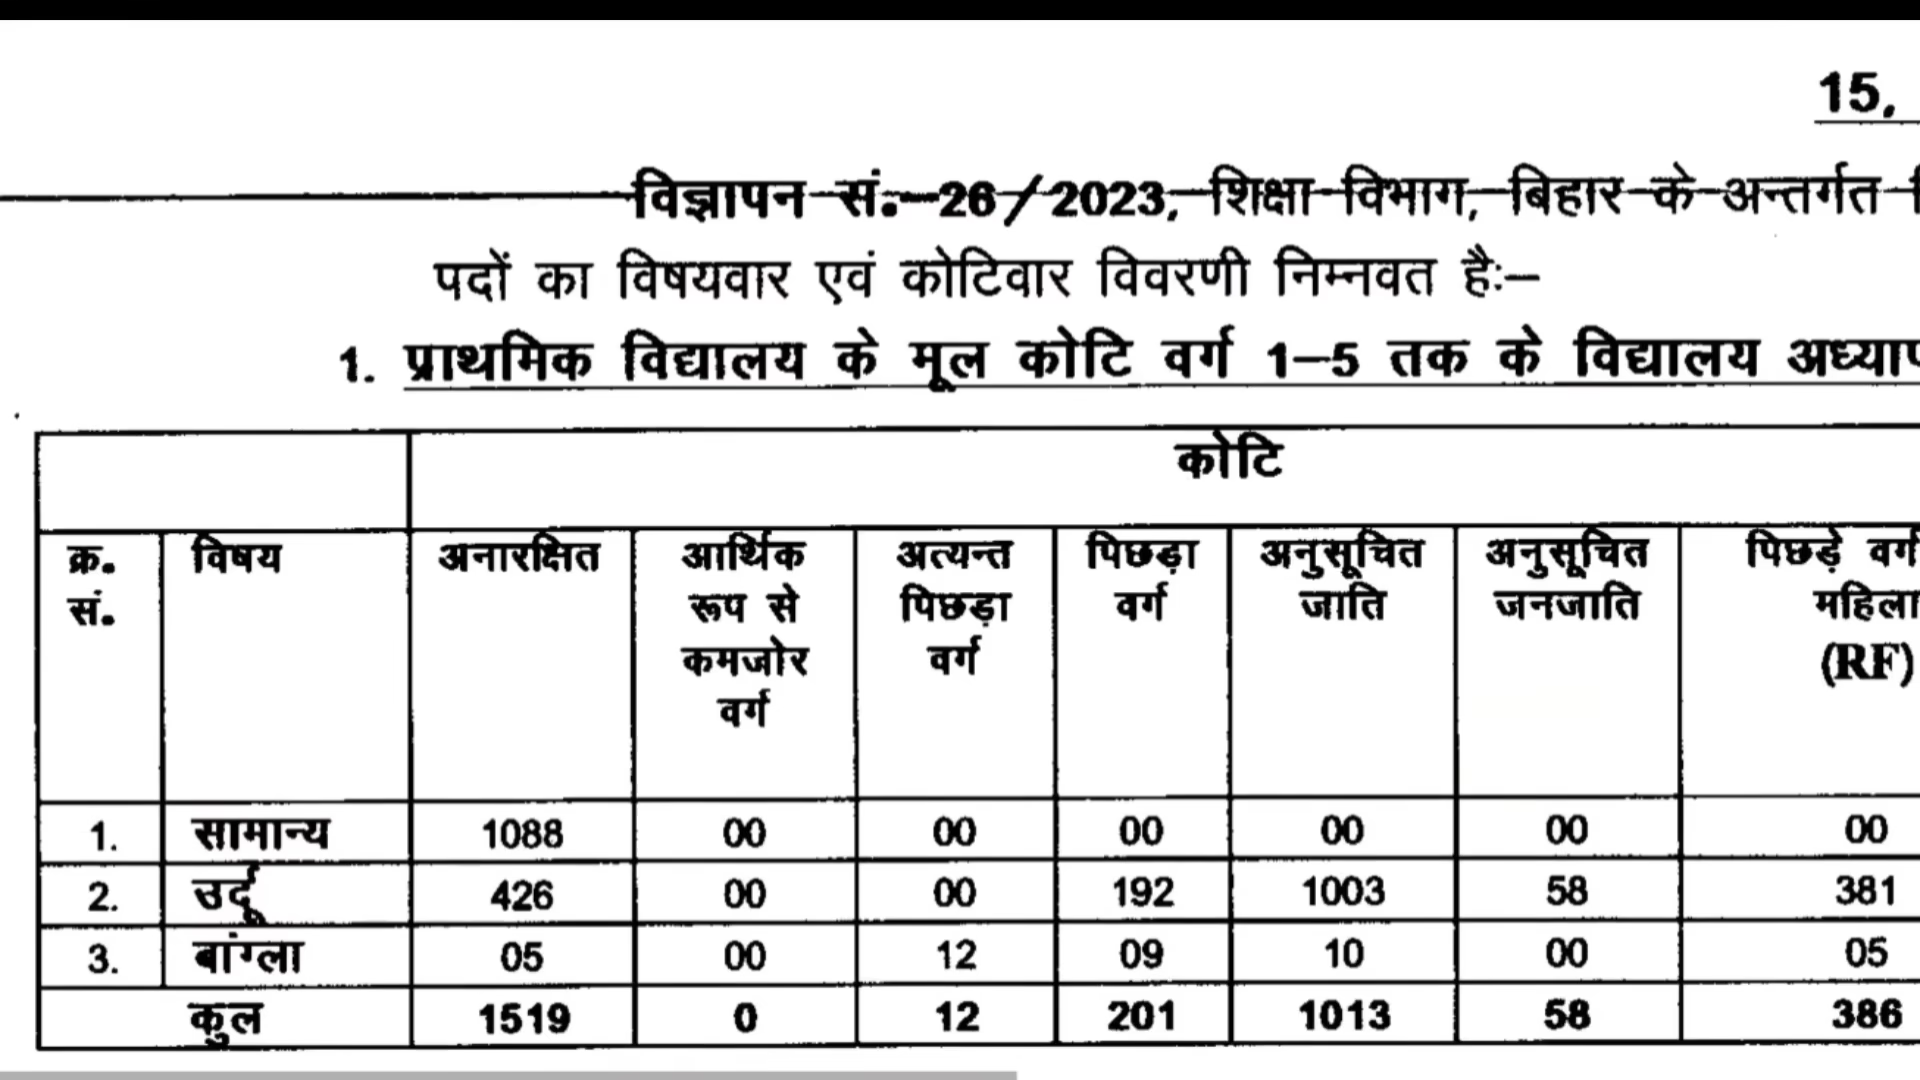 15,
विज्ञापन सं.-26/2023, शिक्षा विभाग, बिहार के अन्तर्गत
पदों का विषयवार एवं कोटिवार विवरणी निम्नवत हैः–
1. प्राथमिक विद्यालय के मूल कोटि वर्ग 1–5 तक के विद्यालय
कोटि
क्र. सं. विषय अनारक्षित आर्थिक रूप से कमजोर वर्ग अत्यन्त पिछड़ा वर्ग पिछड़ा वर्ग अनुसूचित जाति अनुसूचित जनजाति पिछड़े वर्ग महिला (RF)
1. सामान्य 1088 00 00 00 00 00 00
2. उर्दू 426 00 00 192 1003 58 381
3. बांग्ला 05 00 12 09 10 00 05
कुल 1519 0 12 201 1013 58 386